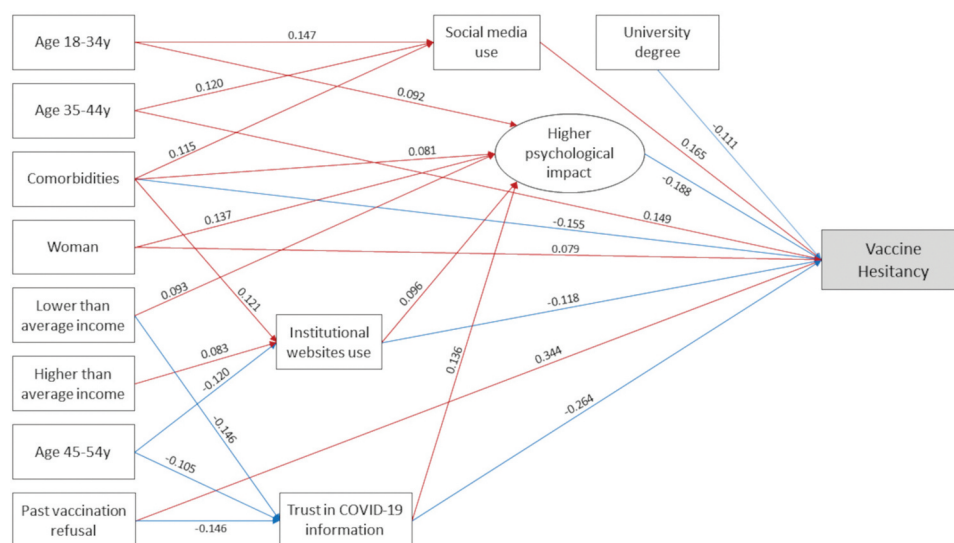 Age 18-34y
Social media
use
University
degree
0.147
0.120
0.092
Age 35-44y
-0.111
0.115
Higher
psychological
impact
0.165
0.081
-0.188
Comorbidities
0.137
-0.155
0.149
Woman
0.079
Vaccine
Hesitancy
0.093
0.121
0.096
-0.118
Lower than
average income
Institutional
websites use
0.083
0.136
0.344
Higher than
average income
-0.120
-0.146
-0.264
Age 45-54y
-0.105
Past vaccination
refusal
-0.146
Trust in COVID-19
information